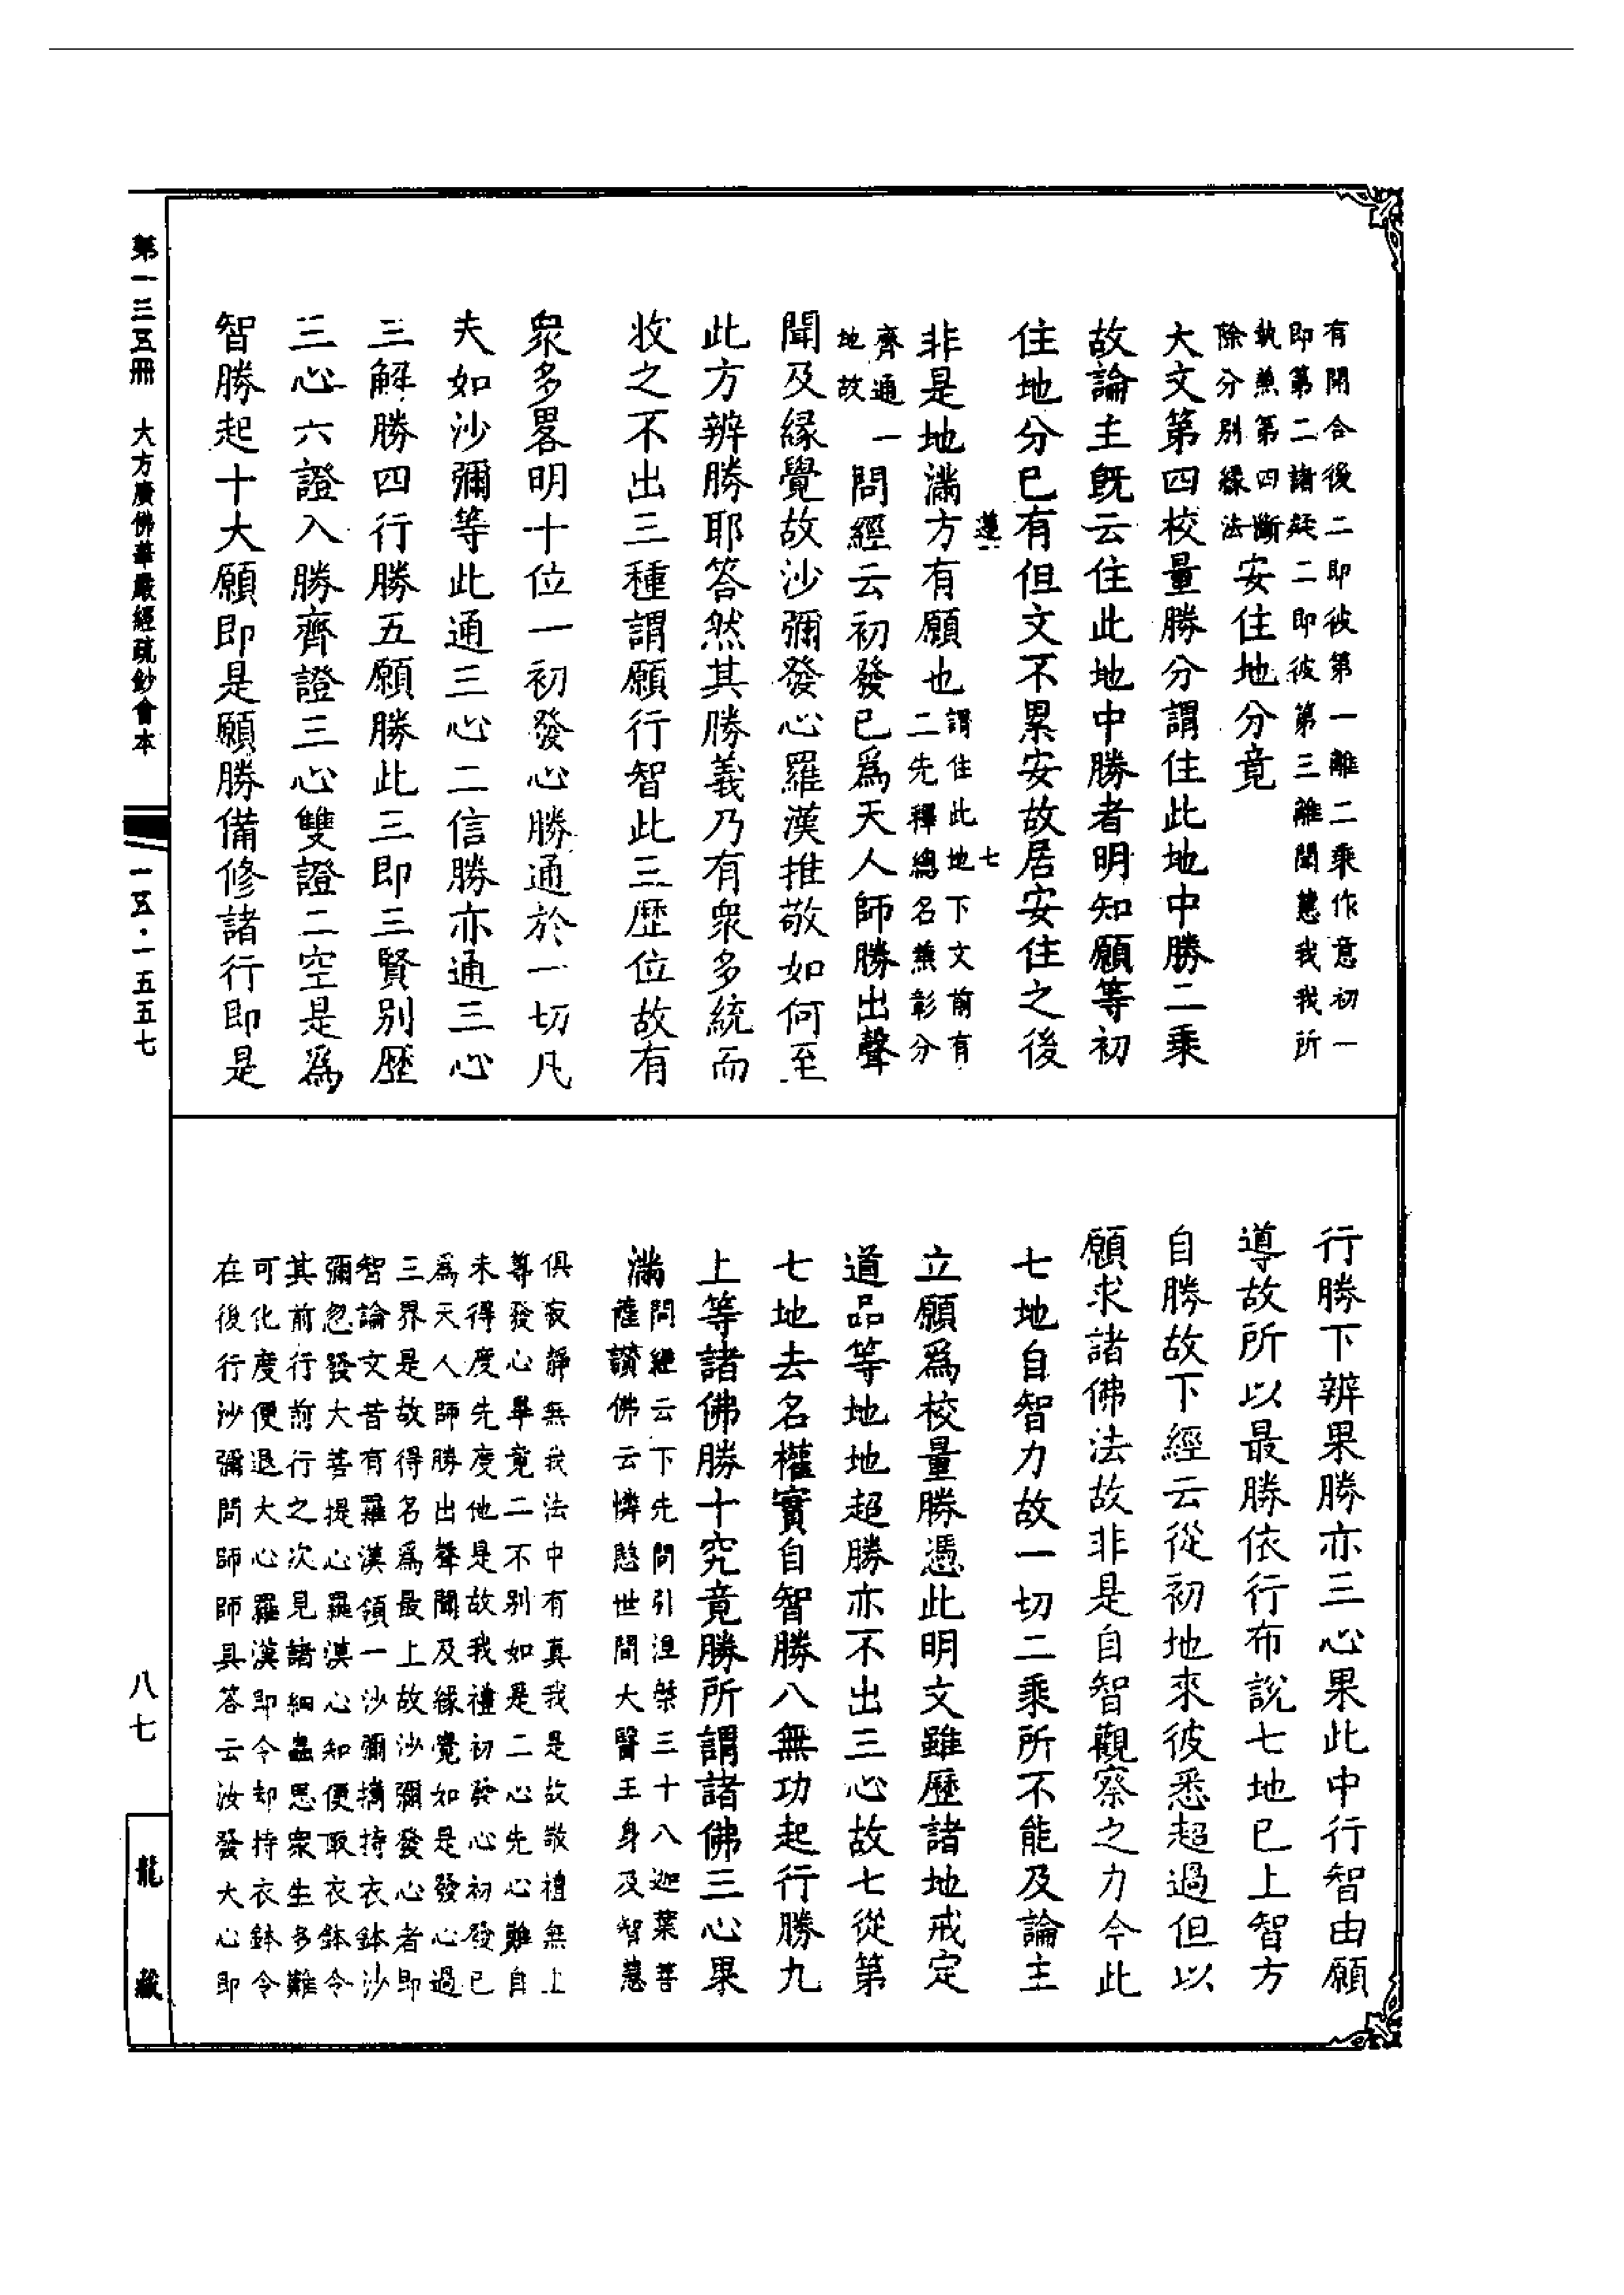 有開合後二即彼第一離二乘作意初一
即第二諸疑二即彼第三離聞慧我我所
執兼第四斷
除分別緣法
安住地分竟
大文第四校量勝分謂住此地中勝二乘
故論主既云住此地中勝者明知願等初
住地分已有但文不累安故居安住之後
蓮一
七
非是地滿方有願也
謂住此地下文前有
二先釋總名兼彰分
齊通
地故
一問經云初發已為天人師勝出聲
聞及緣覺故沙彌發心羅漢推敬如何至
此方辨勝耶答然其勝義乃有眾多統而
收之不出三種謂願行智此三歷位故有
眾多畧明十位一初發心勝通於一切凡
夫如沙彌等此通三心二信勝亦通三心
三解勝四行勝五願勝此三即三賢別歷
三心六證入勝齊證三心雙證二空是為
智勝起十大願即是願勝備修諸行即是
行勝下辨果勝亦三心果此中行智由願
導故所以最勝依行布說七地已上智方
自勝故下經云從初地來彼悉超過但以
願求諸佛法故非是自智觀察之力今此
七地自智力故一切二乘所不能及論主
立願為校量勝憑此明文雖歷諸地戒定
道品等地地超勝亦不出三心故七從第
七地去名權實自智勝八無功起行勝九
上等諸佛勝十究竟勝所謂諸佛三心果
滿
問經云下先問引涅槃三十八迦葉菩
薩讚佛云憐愍世間大醫王身及智慧
俱寂靜無我法中有真我是故敬禮無上
尊發心畢竟二不別如是二心先心難自
未得度先度他是故我禮初發心初發已
為天人師勝出聲聞及緣覺如是發心過
三界是故得名為最上故沙彌發心者即
智論文昔有羅漢領一沙彌擕持衣鉢沙
彌忽發大菩提心羅漢心知便取衣鉢令
其前行前行之次見諸細蟲思眾生多難
可化度便退大心羅漢即令却持衣鉢令
在後行沙彌問師師具答云汝發大心即
第一三五冊　大方廣佛華嚴經疏鈔會本
一五．一五五七
八七
龍藏